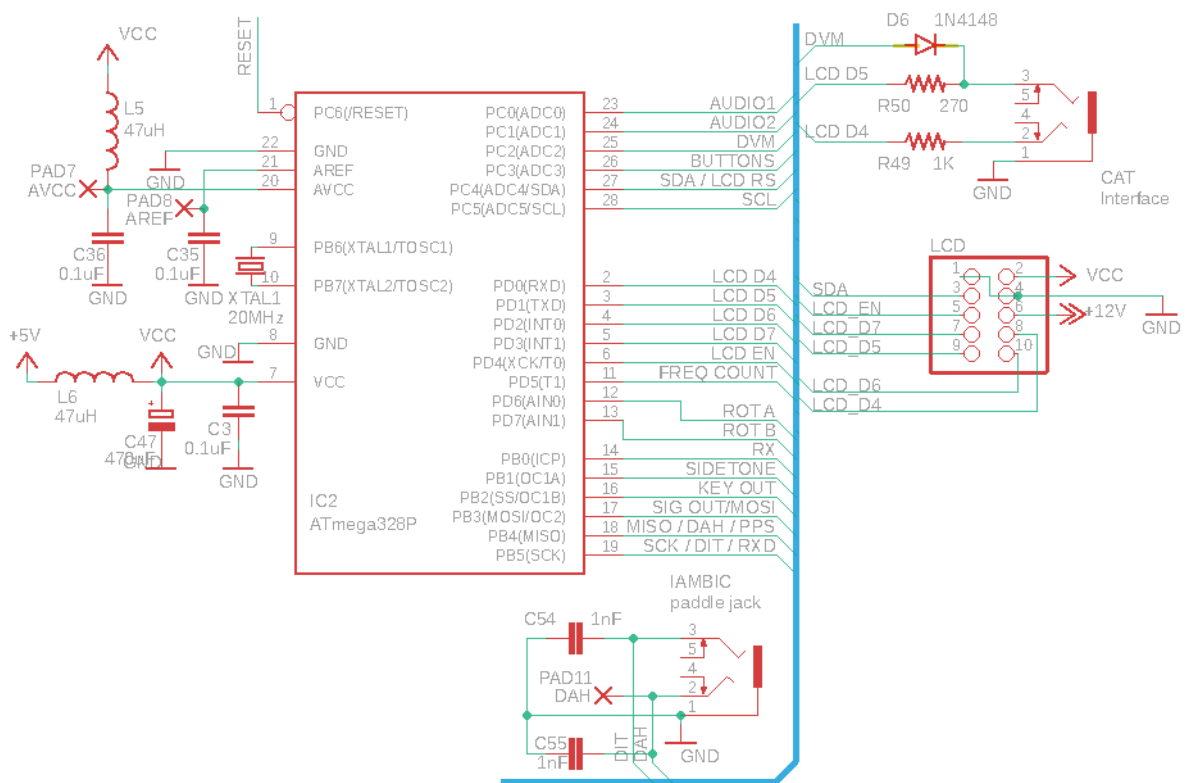 VCC
RESET
L5
47uH
PAD7
AVCC
GND
PAD8
AREF
C36
0.1uF
GND
C35
0.1uF
GND
XTAL1
20MHz
+5V
VCC
GND
L6
47uH
C47
470uF
GND
C3
0.1uF
GND
1
22
21
20
9
10
8
7
PC6(/RESET)
GND
AREF
AVCC
PB6(XTAL1/TOSC1)
PB7(XTAL2/TOSC2)
GND
VCC
IC2
ATmega328P
PC0(ADC0) 23 AUDIO1
PC1(ADC1) 24 AUDIO2
PC2(ADC2) 25 DVM
PC3(ADC3) 26 BUTTONS
PC4(ADC4/SDA) 27 SDA / LCD RS
PC5(ADC5/SCL) 28 SCL
PD0(RXD) 2 LCD D4
PD1(TXD) 3 LCD D5
PD2(INT0) 4 LCD D6
PD3(INT1) 5 LCD D7
PD4(XCK/T0) 6 LCD EN
PD5(T1) 11 FREQ COUNT
PD6(AIN0) 12 ROT A
PD7(AIN1) 13 ROT B
PB0(ICP) 14 RX
PB1(OC1A) 15 SIDETONE
PB2(SS/OC1B) 16 KEY OUT
PB3(MOSI/OC2) 17 SIG OUT/MOSI
PB4(MISO) 18 MISO / DAH / PPS
PB5(SCK) 19 SCK / DIT / RXD
D6 1N4148
DVM
LCD D5
R50 270
LCD D4
R49 1K
3
5
4
2
1
GND
CAT
Interface
LCD
1 2
3 4
5 6
7 8
9 10
VCC
+12V
GND
SDA
LCD_EN
LCD_D7
LCD_D5
LCD_D6
LCD_D4
IAMBIC
paddle jack
C54 1nF
PAD11
DAH
3
5
4
2
1
C55
1nF
DIT
DAH
GND